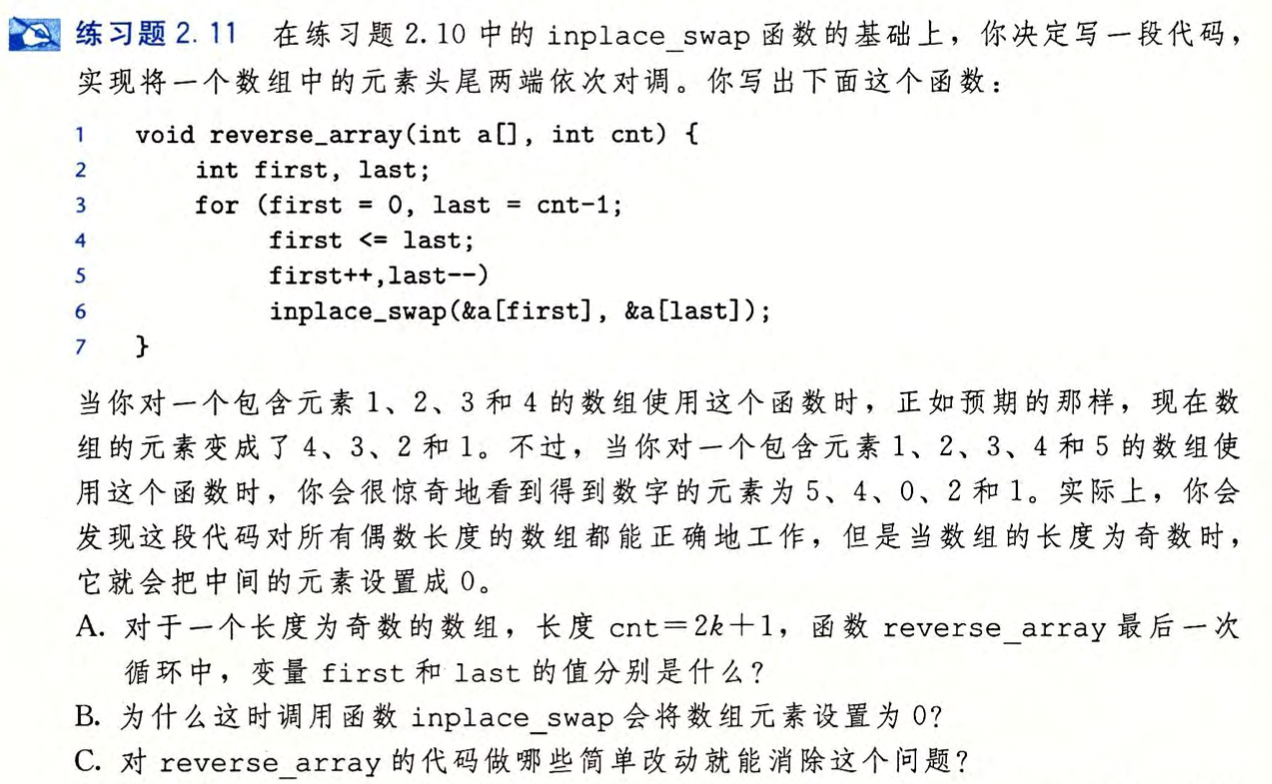 练习题 2.11 在练习题 2.10 中的 inplace_swap 函数的基础上，你决定写一段代码，
实现将一个数组中的元素头尾两端依次对调。你写出下面这个函数：
1 void reverse_array(int a[], int cnt) {
2 int first, last;
3 for (first = 0, last = cnt-1;
4 first <= last;
5 first++,last--)
6 inplace_swap(&a[first], &a[last]);
7 }
当你对一个包含元素 1、2、3 和 4 的数组使用这个函数时，正如预期的那样，现在数
组的元素变成了 4、3、2 和 1。不过，当你对一个包含元素 1、2、3、4 和 5 的数组使
用这个函数时，你会很惊奇地看到得到数字的元素为 5、4、0、2 和 1。实际上，你会
发现这段代码对所有偶数长度的数组都能正确地工作，但是当数组的长度为奇数时，
它就会把中间的元素设置成 0。
A. 对于一个长度为奇数的数组，长度 cnt=2k+1，函数 reverse_array 最后一次
循环中，变量 first 和 last 的值分别是什么？
B. 为什么这时调用函数 inplace_swap 会将数组元素设置为 0？
C. 对 reverse_array 的代码做哪些简单改动就能消除这个问题？